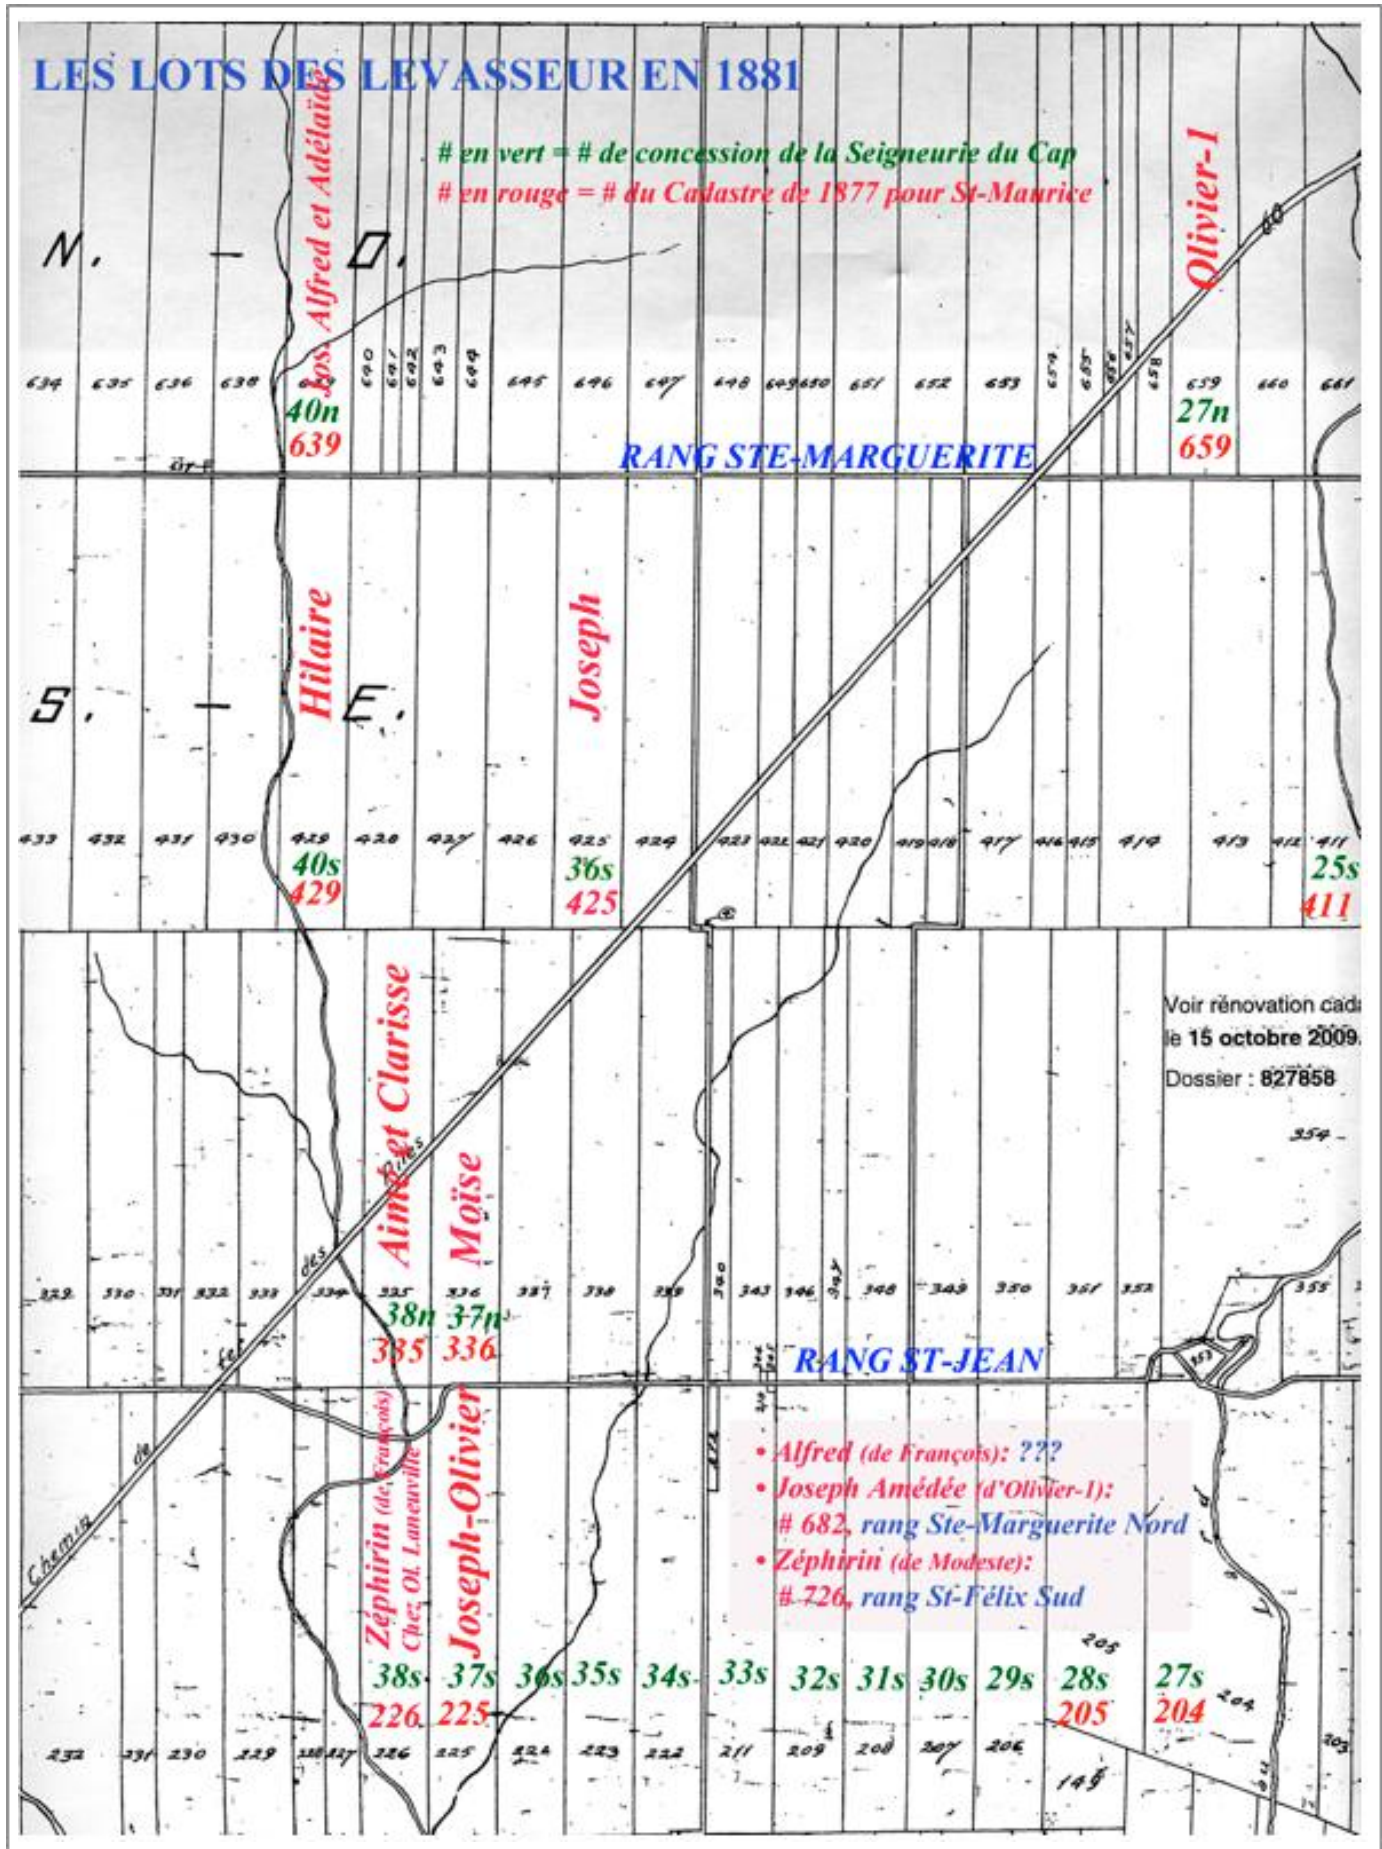 LES LOTS DES LEVASSEUR EN 1881
# en vert = # de concession de la Seigneurie du Cap
# en rouge = # du Cadastre de 1877 pour St-Maurice
Jos. Alfred et Adélaïde
Olivier-1
N. - O.
634 635 636 638 639 640 641 642 643 644 645 646 647 648 649 650 651 652 653 654 655 656 657 658 659 660 661
40n
639
27n
659
RANG STE-MARGUERITE
Hilaire
Joseph
S. - E.
433 432 431 430 429 428 427 426 425 424 423 422 421 420 419 418 417 416 415 414 413 412 411
40s
429
36s
425
25s
411
Aimé et Clarisse
Moïse
Voir rénovation cada
le 15 octobre 2009.
Dossier : 827858
354
329 330 331 332 333 334 335 336 337 338 339 340 343 346 347 348 349 350 351 352 355
353
38n
335
37n
336
RANG ST-JEAN
Chemin de Fer des Piles
Zéphirin (de François)
Chez Ol. Laneuville
Joseph-Olivier
• Alfred (de François): ???
• Joseph Amédée (d'Olivier-1):
# 682, rang Ste-Marguerite Nord
• Zéphirin (de Modeste):
# 726, rang St-Félix Sud
205
38s 37s 36s 35s 34s 33s 32s 31s 30s 29s 28s 27s
226 225 205 204
204
232 231 230 229 228 227 226 225 224 223 222 211 209 208 207 206 203
149